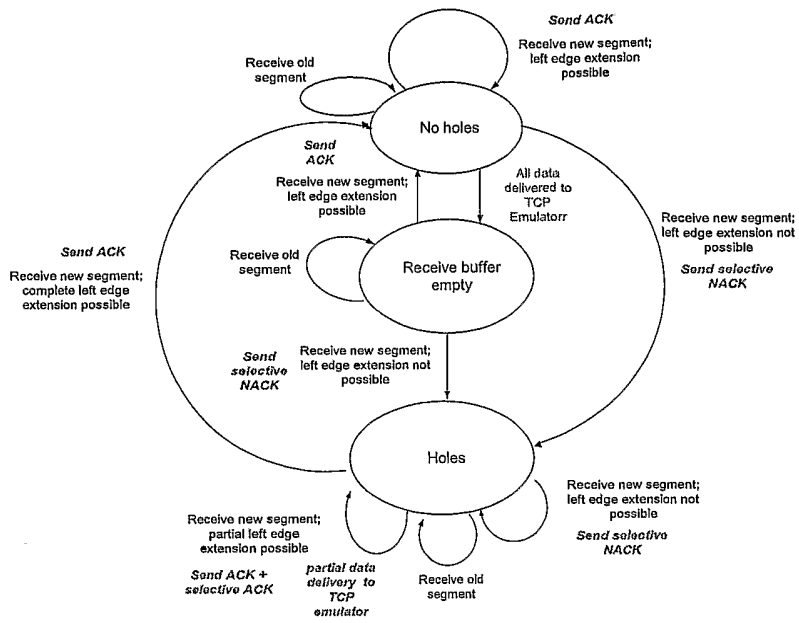 Send ACK
Receive new segment;
left edge extension
possible
Receive old
segment
No holes
Send
ACK
Receive new segment;
left edge extension
possible
All data
delivered to
TCP
Emulatorr
Receive new segment;
left edge extension not
possible
Send selective
NACK
Send ACK
Receive new segment;
complete left edge
extension possible
Receive old
segment
Receive buffer
empty
Send
selective
NACK
Receive new segment;
left edge extension not
possible
Holes
Receive new segment;
left edge extension not
possible
Send selective
NACK
Receive new segment;
partial left edge
extension possible
Send ACK +
selective ACK
partial data
delivery to
TCP
emulator
Receive old
segment